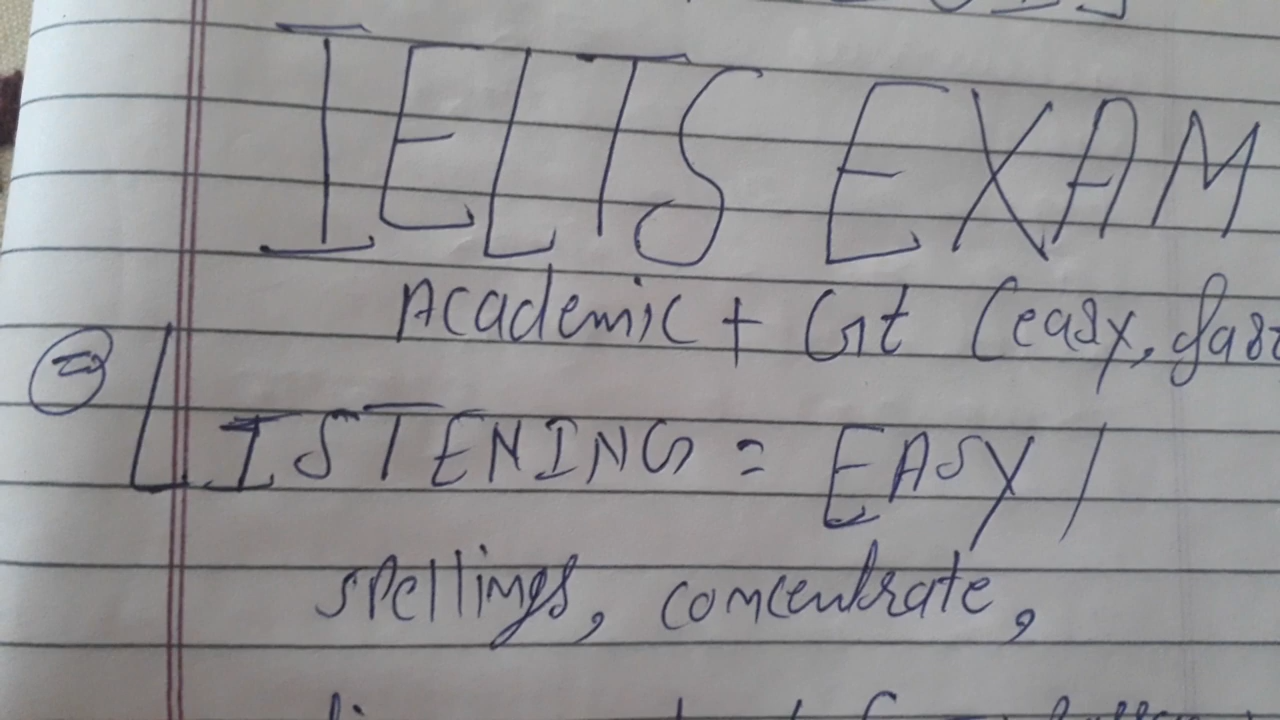 IELTS EXAM
Academic + Gt (easy,
LISTENING = EASY /
spellings, concentrate,